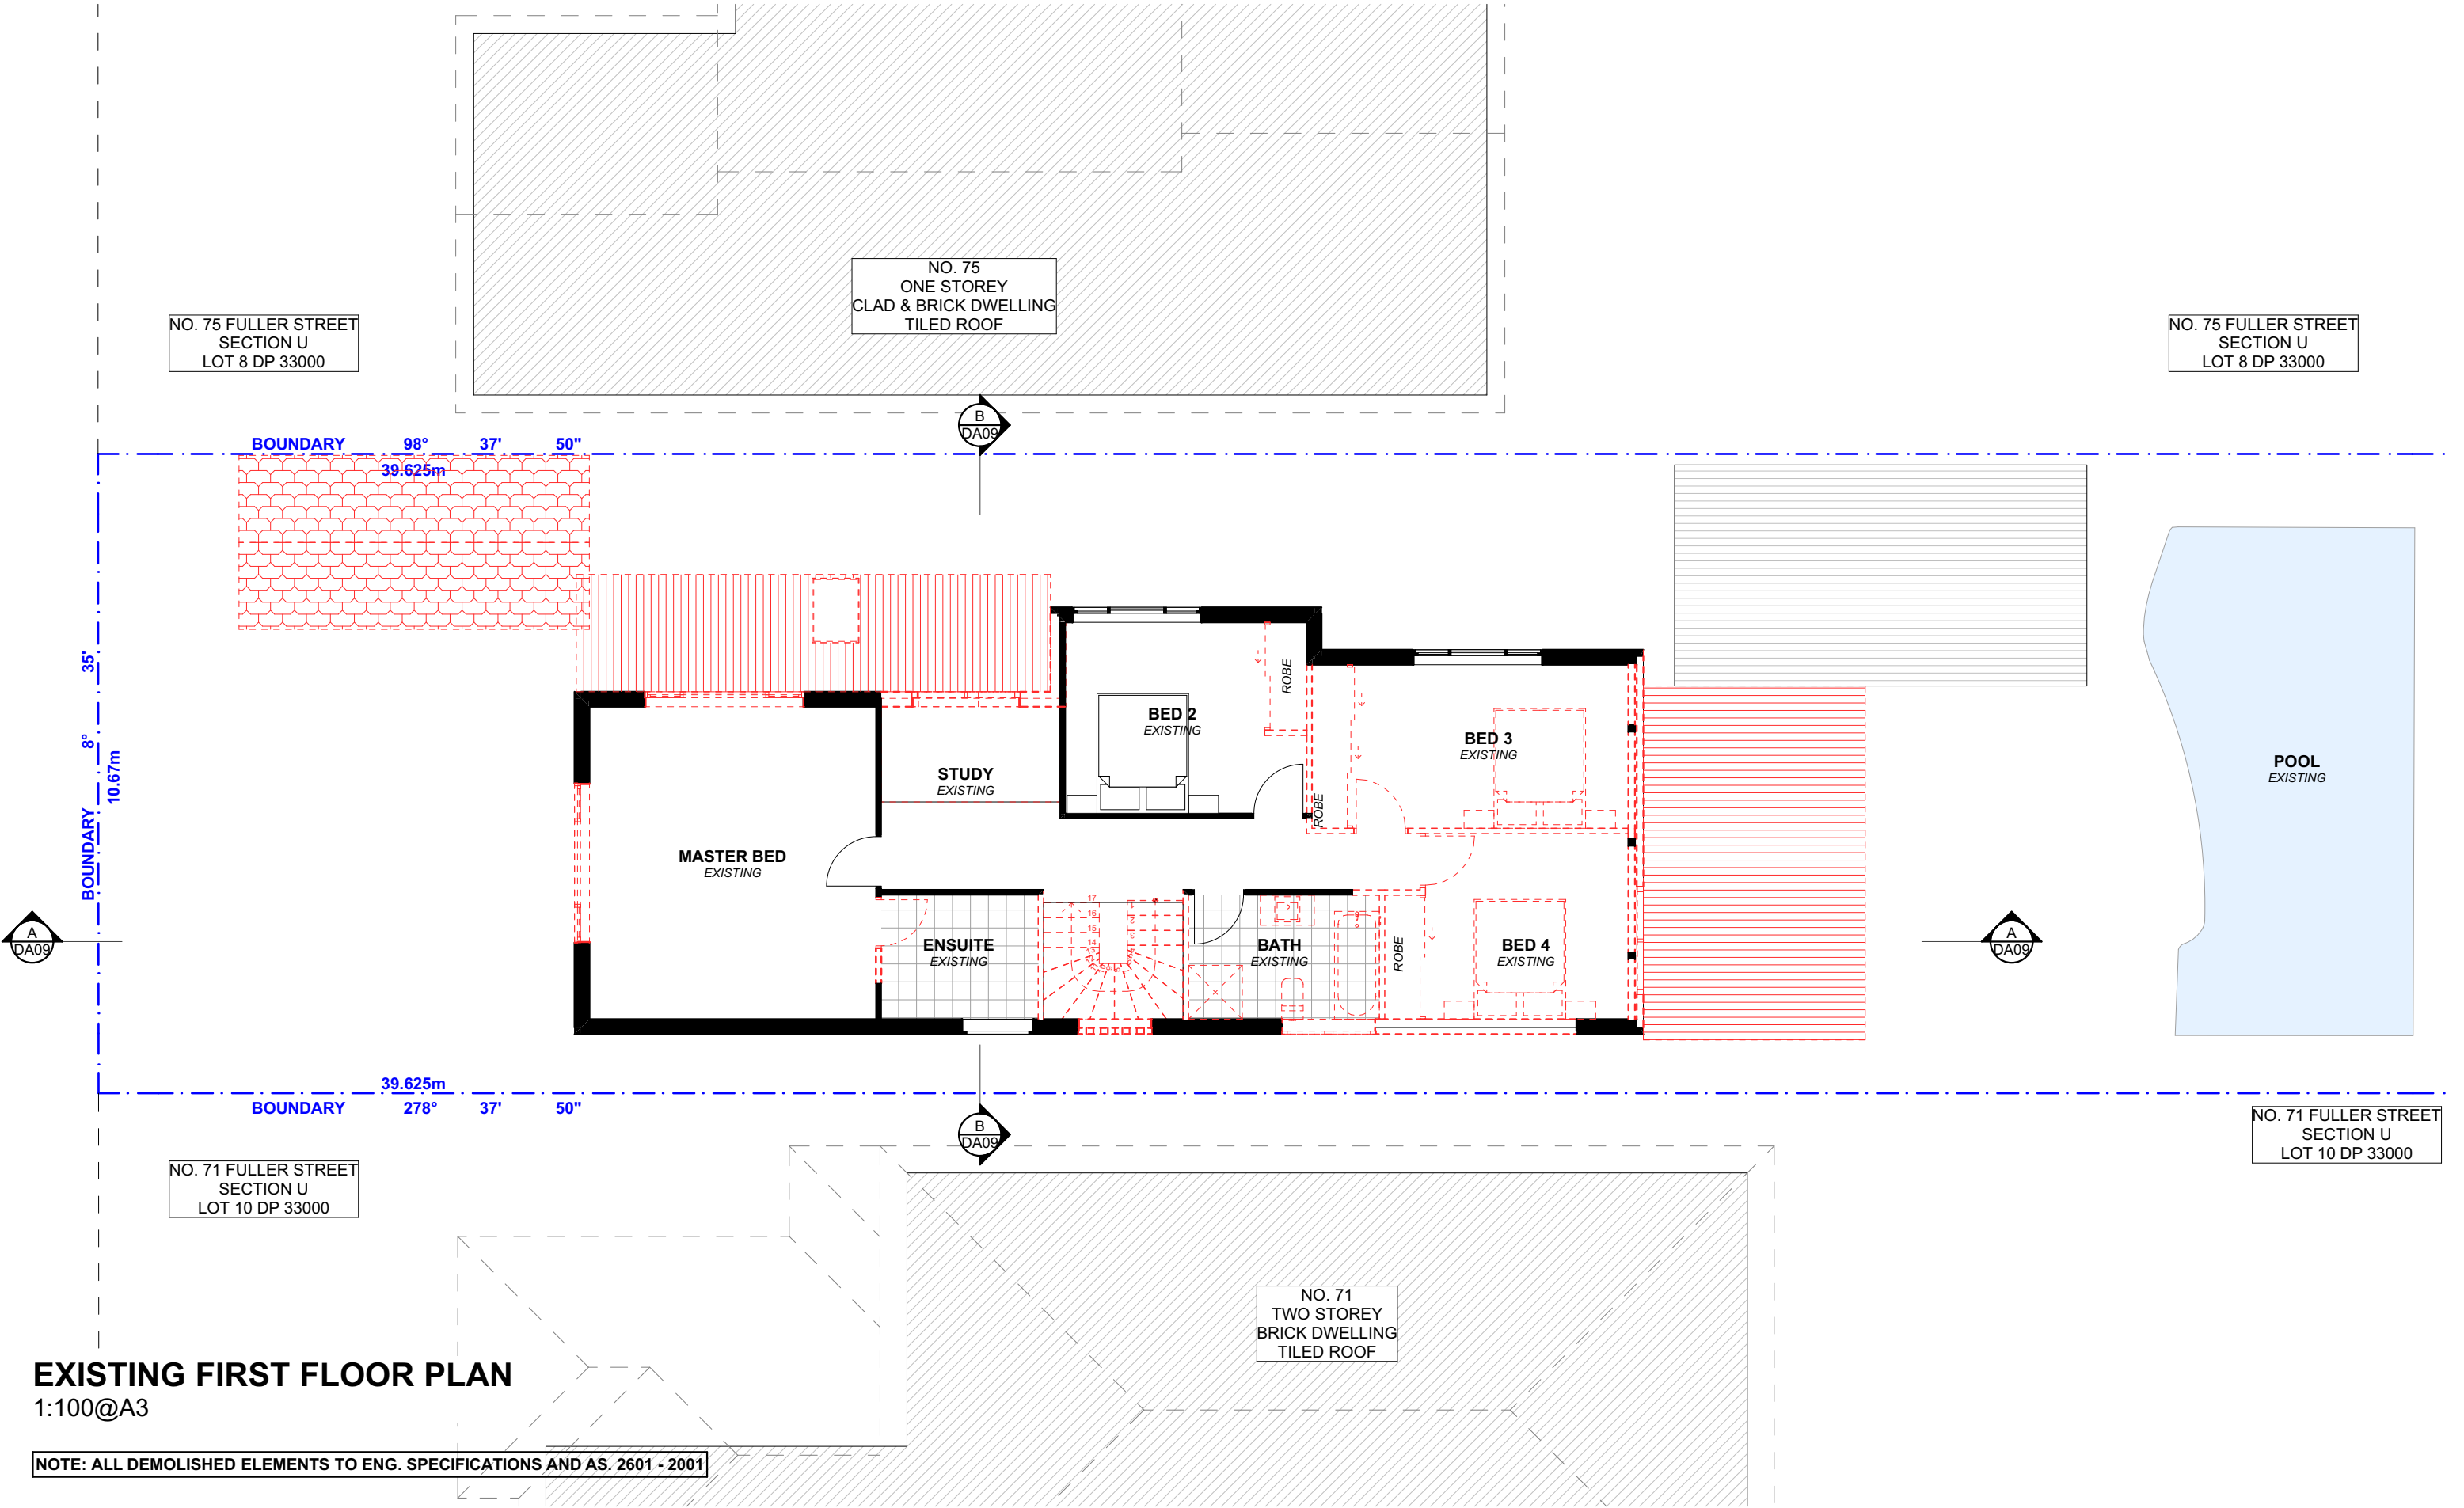 NO. 75
ONE STOREY
CLAD & BRICK DWELLING
TILED ROOF
NO. 75 FULLER STREET
SECTION U
LOT 8 DP 33000
NO. 75 FULLER STREET
SECTION U
LOT 8 DP 33000
B
DA09
BOUNDARY 98° 37' 50"
39.625m
BOUNDARY 8° 35'
10.67m
ROBE
BED 2
EXISTING
BED 3
EXISTING
STUDY
EXISTING
POOL
EXISTING
ROBE
MASTER BED
EXISTING
17
16
15
14
13
ENSUITE
EXISTING
BATH
EXISTING
ROBE
BED 4
EXISTING
A
DA09
A
DA09
39.625m
BOUNDARY 278° 37' 50"
B
DA09
NO. 71 FULLER STREET
SECTION U
LOT 10 DP 33000
NO. 71 FULLER STREET
SECTION U
LOT 10 DP 33000
NO. 71
TWO STOREY
BRICK DWELLING
TILED ROOF
EXISTING FIRST FLOOR PLAN
1:100@A3
NOTE: ALL DEMOLISHED ELEMENTS TO ENG. SPECIFICATIONS AND AS. 2601 - 2001